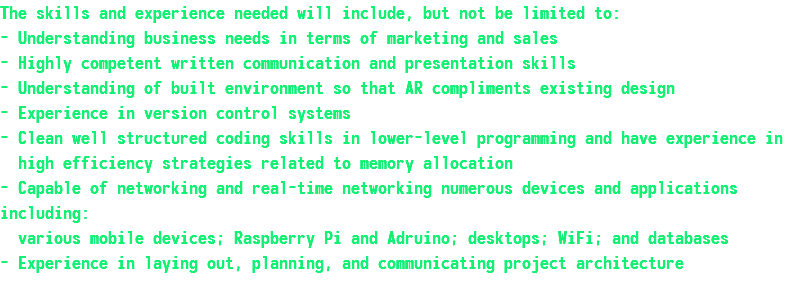 The skills and experience needed will include, but not be limited to:
- Understanding business needs in terms of marketing and sales
- Highly competent written communication and presentation skills
- Understanding of built environment so that AR compliments existing design
- Experience in version control systems
- Clean well structured coding skills in lower-level programming and have experience in
high efficiency strategies related to memory allocation
- Capable of networking and real-time networking numerous devices and applications
including:
various mobile devices; Raspberry Pi and Adruino; desktops; WiFi; and databases
- Experience in laying out, planning, and communicating project architecture